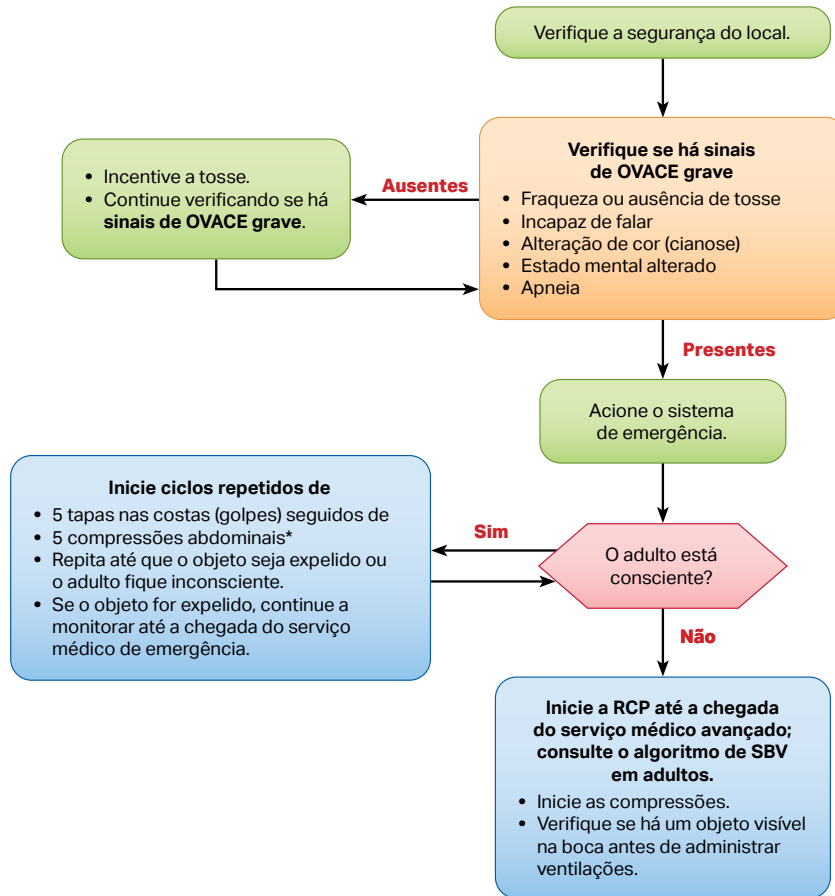 Verifique a segurança do local.
Verifique se há sinais
de OVACE grave
• Fraqueza ou ausência de tosse
• Incapaz de falar
• Alteração de cor (cianose)
• Estado mental alterado
• Apneia
Ausentes
• Incentive a tosse.
• Continue verificando se há
sinais de OVACE grave.
Presentes
Acione o sistema
de emergência.
O adulto está
consciente?
Sim
Inicie ciclos repetidos de
• 5 tapas nas costas (golpes) seguidos de
• 5 compressões abdominais*
• Repita até que o objeto seja expelido ou
o adulto fique inconsciente.
• Se o objeto for expelido, continue a
monitorar até a chegada do serviço
médico de emergência.
Não
Inicie a RCP até a chegada
do serviço médico avançado;
consulte o algoritmo de SBV
em adultos.
• Inicie as compressões.
• Verifique se há um objeto visível
na boca antes de administrar
ventilações.